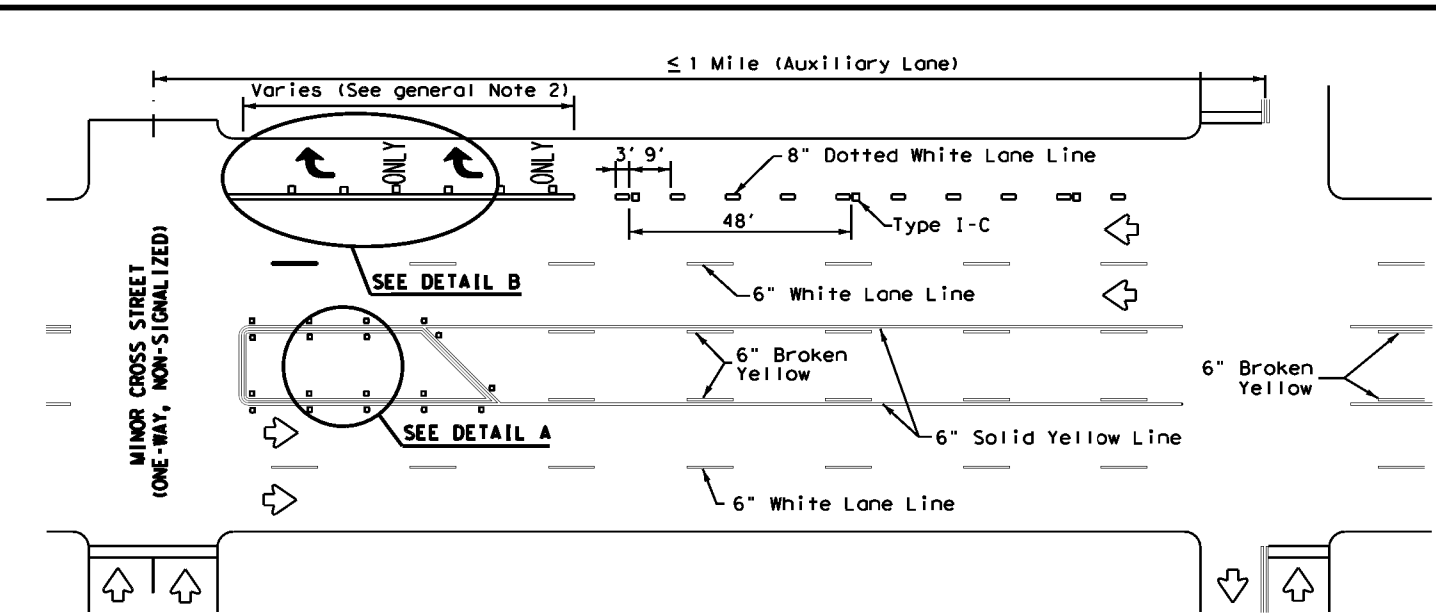 ≤ 1 Mile (Auxiliary Lane)
Varies (See general Note 2)
ONLY
ONLY
3' 9'
8" Dotted White Lane Line
48'
Type I-C
SEE DETAIL B
6" White Lane Line
MINOR CROSS STREET
(ONE-WAY, NON-SIGNALIZED)
6" Broken
Yellow
6" Broken
Yellow
SEE DETAIL A
6" Solid Yellow Line
6" White Lane Line